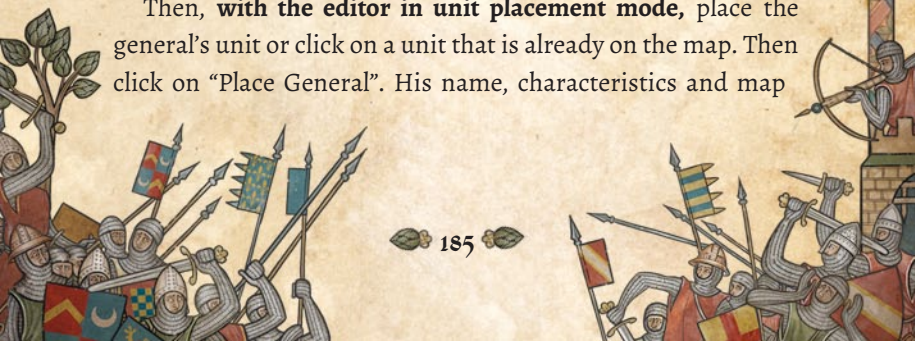 Then, with the editor in unit placement mode, place the
general’s unit or click on a unit that is already on the map. Then
click on “Place General”. His name, characteristics and map
185